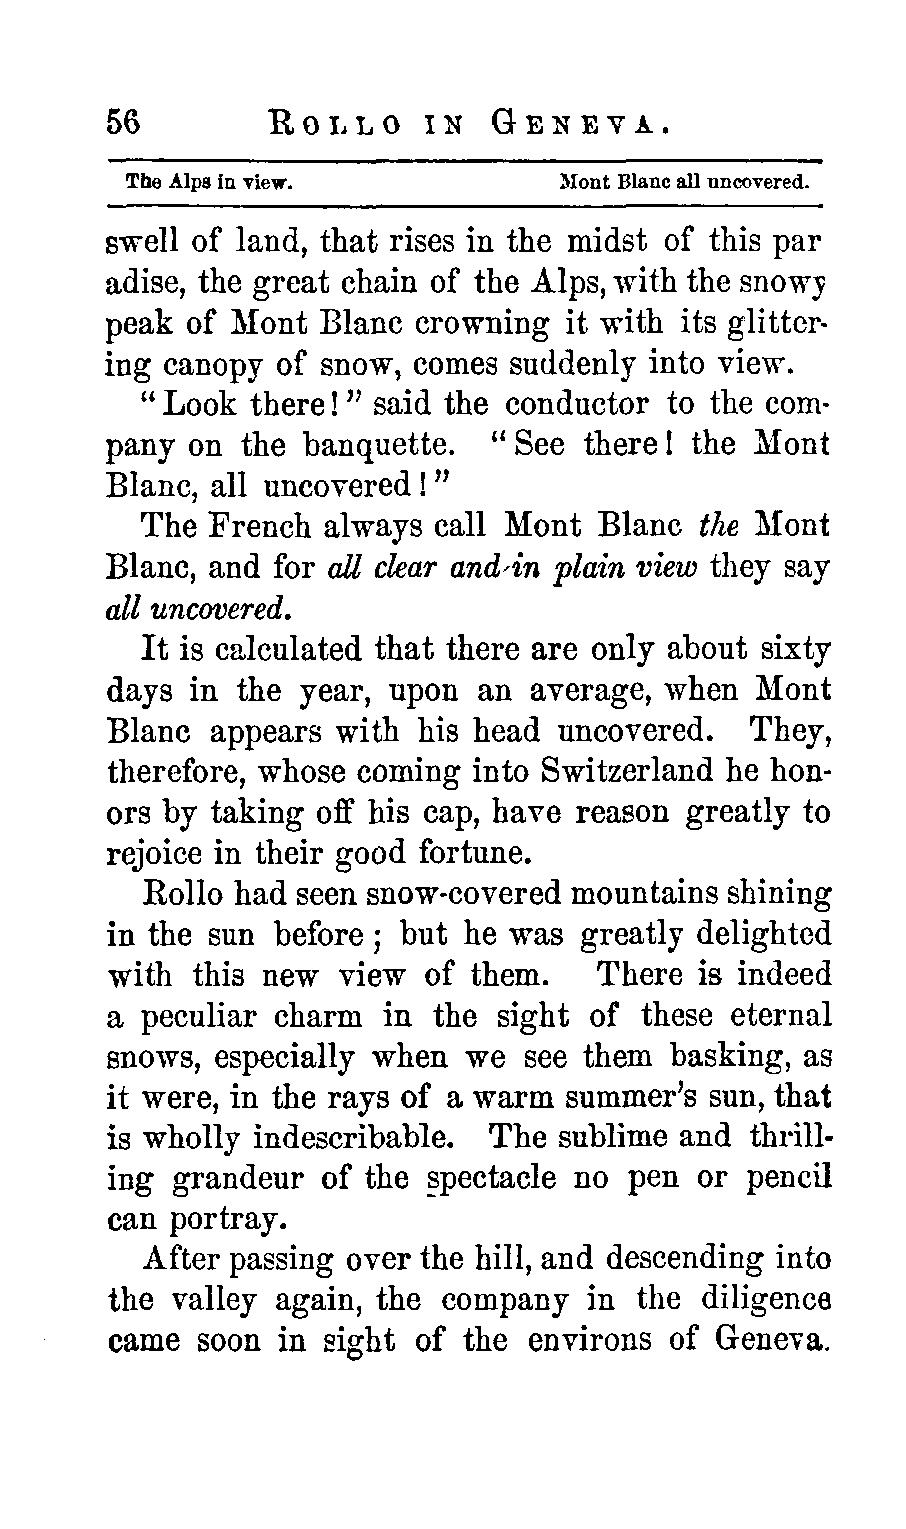 56 ROLLO IN GENEVA.
The Alps in view. Mont Blanc all uncovered.
swell of land, that rises in the midst of this par
adise, the great chain of the Alps, with the snowy
peak of Mont Blanc crowning it with its glitter-
ing canopy of snow, comes suddenly into view.
"Look there!" said the conductor to the com-
pany on the banquette. "See there! the Mont
Blanc, all uncovered!"
The French always call Mont Blanc the Mont
Blanc, and for all clear and in plain view they say
all uncovered.
It is calculated that there are only about sixty
days in the year, upon an average, when Mont
Blanc appears with his head uncovered. They,
therefore, whose coming into Switzerland he hon-
ors by taking off his cap, have reason greatly to
rejoice in their good fortune.
Rollo had seen snow-covered mountains shining
in the sun before; but he was greatly delighted
with this new view of them. There is indeed
a peculiar charm in the sight of these eternal
snows, especially when we see them basking, as
it were, in the rays of a warm summer's sun, that
is wholly indescribable. The sublime and thrill-
ing grandeur of the spectacle no pen or pencil
can portray.
After passing over the hill, and descending into
the valley again, the company in the diligence
came soon in sight of the environs of Geneva.